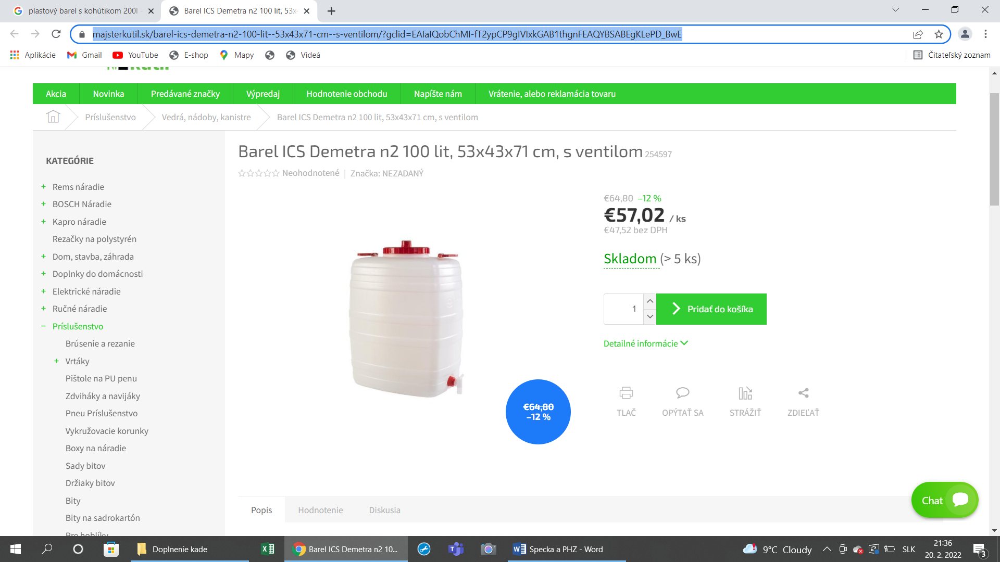 plastový barel s kohútikom 200l -
Barel ICS Demetra n2 100 lit, 53x
majsterkutil.sk/barel-ics-demetra-n2-100-lit--53x43x71-cm--s-ventilom/?gclid=EAIaIQobChMI-fT2ypCP9gIVIxkGAB1thgnFEAQYBSABEgKLePD_BwE
Aplikácie Gmail YouTube E-shop Mapy Videá Čitateľský zoznam
Akcia Novinka Predávané značky Výpredaj Hodnotenie obchodu Napíšte nám Vrátenie, alebo reklamácia tovaru
Príslušenstvo Vedrá, nádoby, kanistre Barel ICS Demetra n2 100 lit, 53x43x71 cm, s ventilom
KATEGÓRIE
+ Rems náradie
+ BOSCH Náradie
+ Kapro náradie
Rezačky na polystyrén
+ Dom, stavba, záhrada
+ Doplnky do domácnosti
+ Elektrické náradie
+ Ručné náradie
− Príslušenstvo
Brúsenie a rezanie
+ Vrtáky
Pištole na PU penu
Zdviháky a navijáky
Pneu Príslušenstvo
Vykružovacie korunky
Boxy na náradie
Sady bitov
Držiaky bitov
Bity
Bity na sadrokartón
Pre hoblíky
Barel ICS Demetra n2 100 lit, 53x43x71 cm, s ventilom 254597
Neohodnotené | Značka: NEZADANÝ
€64,80 –12 %
€57,02 / ks
€47,52 bez DPH
Skladom (> 5 ks)
1
Pridať do košíka
Detailné informácie
€64,80
–12 %
TLAČ OPÝTAŤ SA STRÁŽIŤ ZDIEĽAŤ
Popis Hodnotenie Diskusia
Chat
Doplnenie kade
Barel ICS Demetra n2 10...
Specka a PHZ - Word
9°C Cloudy
SLK
21:36
20. 2. 2022
3